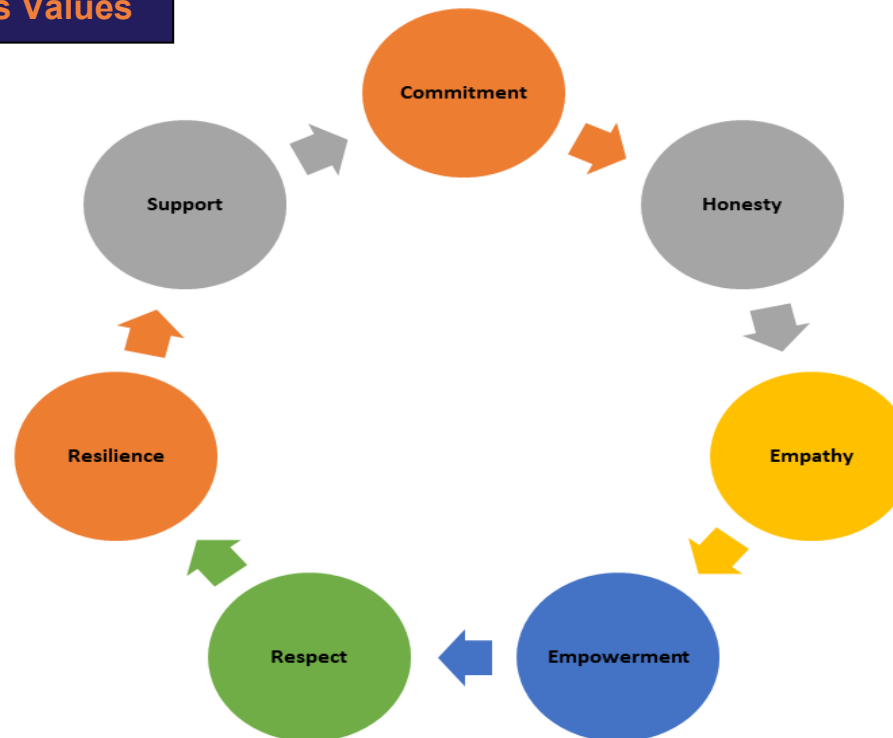 s Values
Commitment
Honesty
Empathy
Empowerment
Respect
Resilience
Support